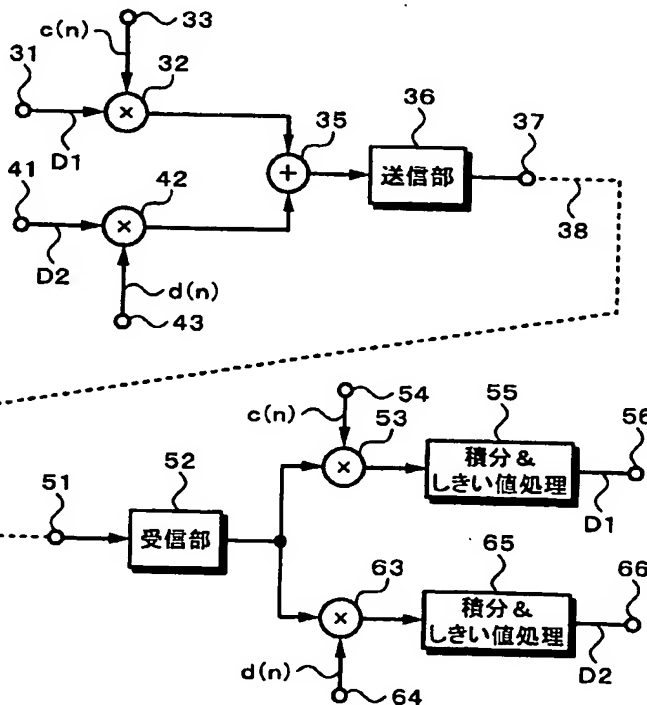 33
c(n)
31
32
×
D1
35
36
37
+
送信部
41
42
×
D2
38
d(n)
43
54
c(n)
53
55
56
×
積分&
しきい値処理
D1
51
52
受信部
63
65
66
×
積分&
しきい値処理
D2
d(n)
64